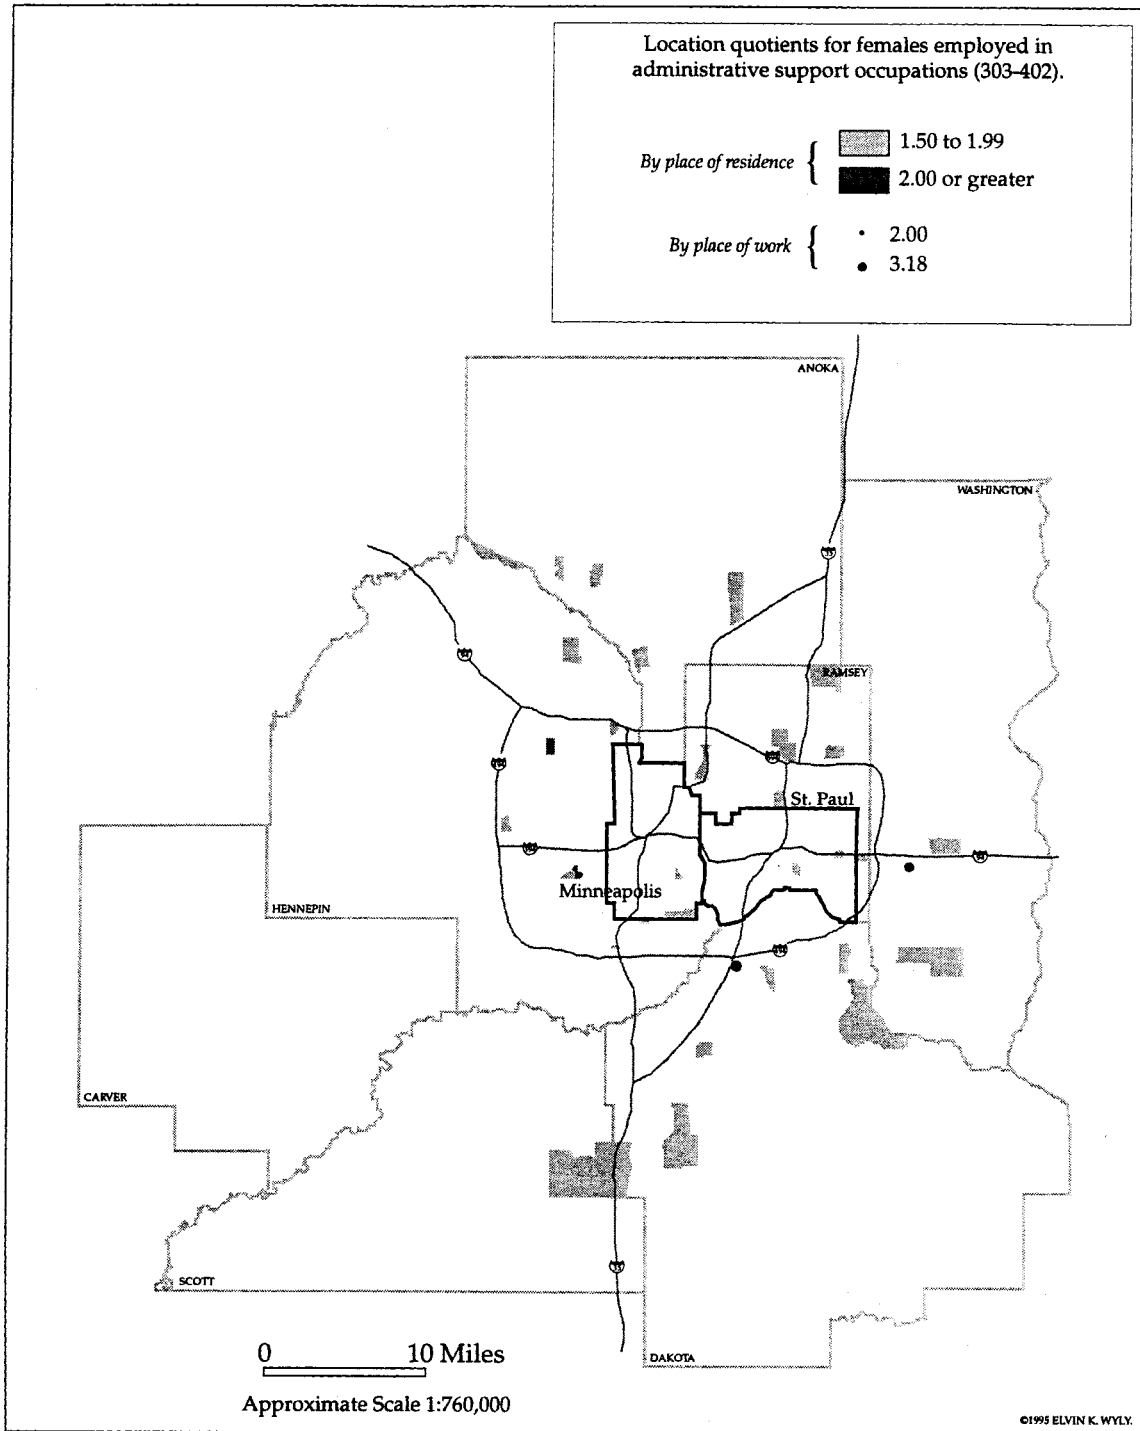 Location quotients for females employed in
administrative support occupations (303-402).
By place of residence { 1.50 to 1.99
2.00 or greater
By place of work { 2.00
3.18
ANOKA
WASHINGTON
RAMSEY
St. Paul
Minneapolis
HENNEPIN
CARVER
SCOTT
DAKOTA
0 10 Miles
Approximate Scale 1:760,000
©1995 ELVIN K. WYLY.